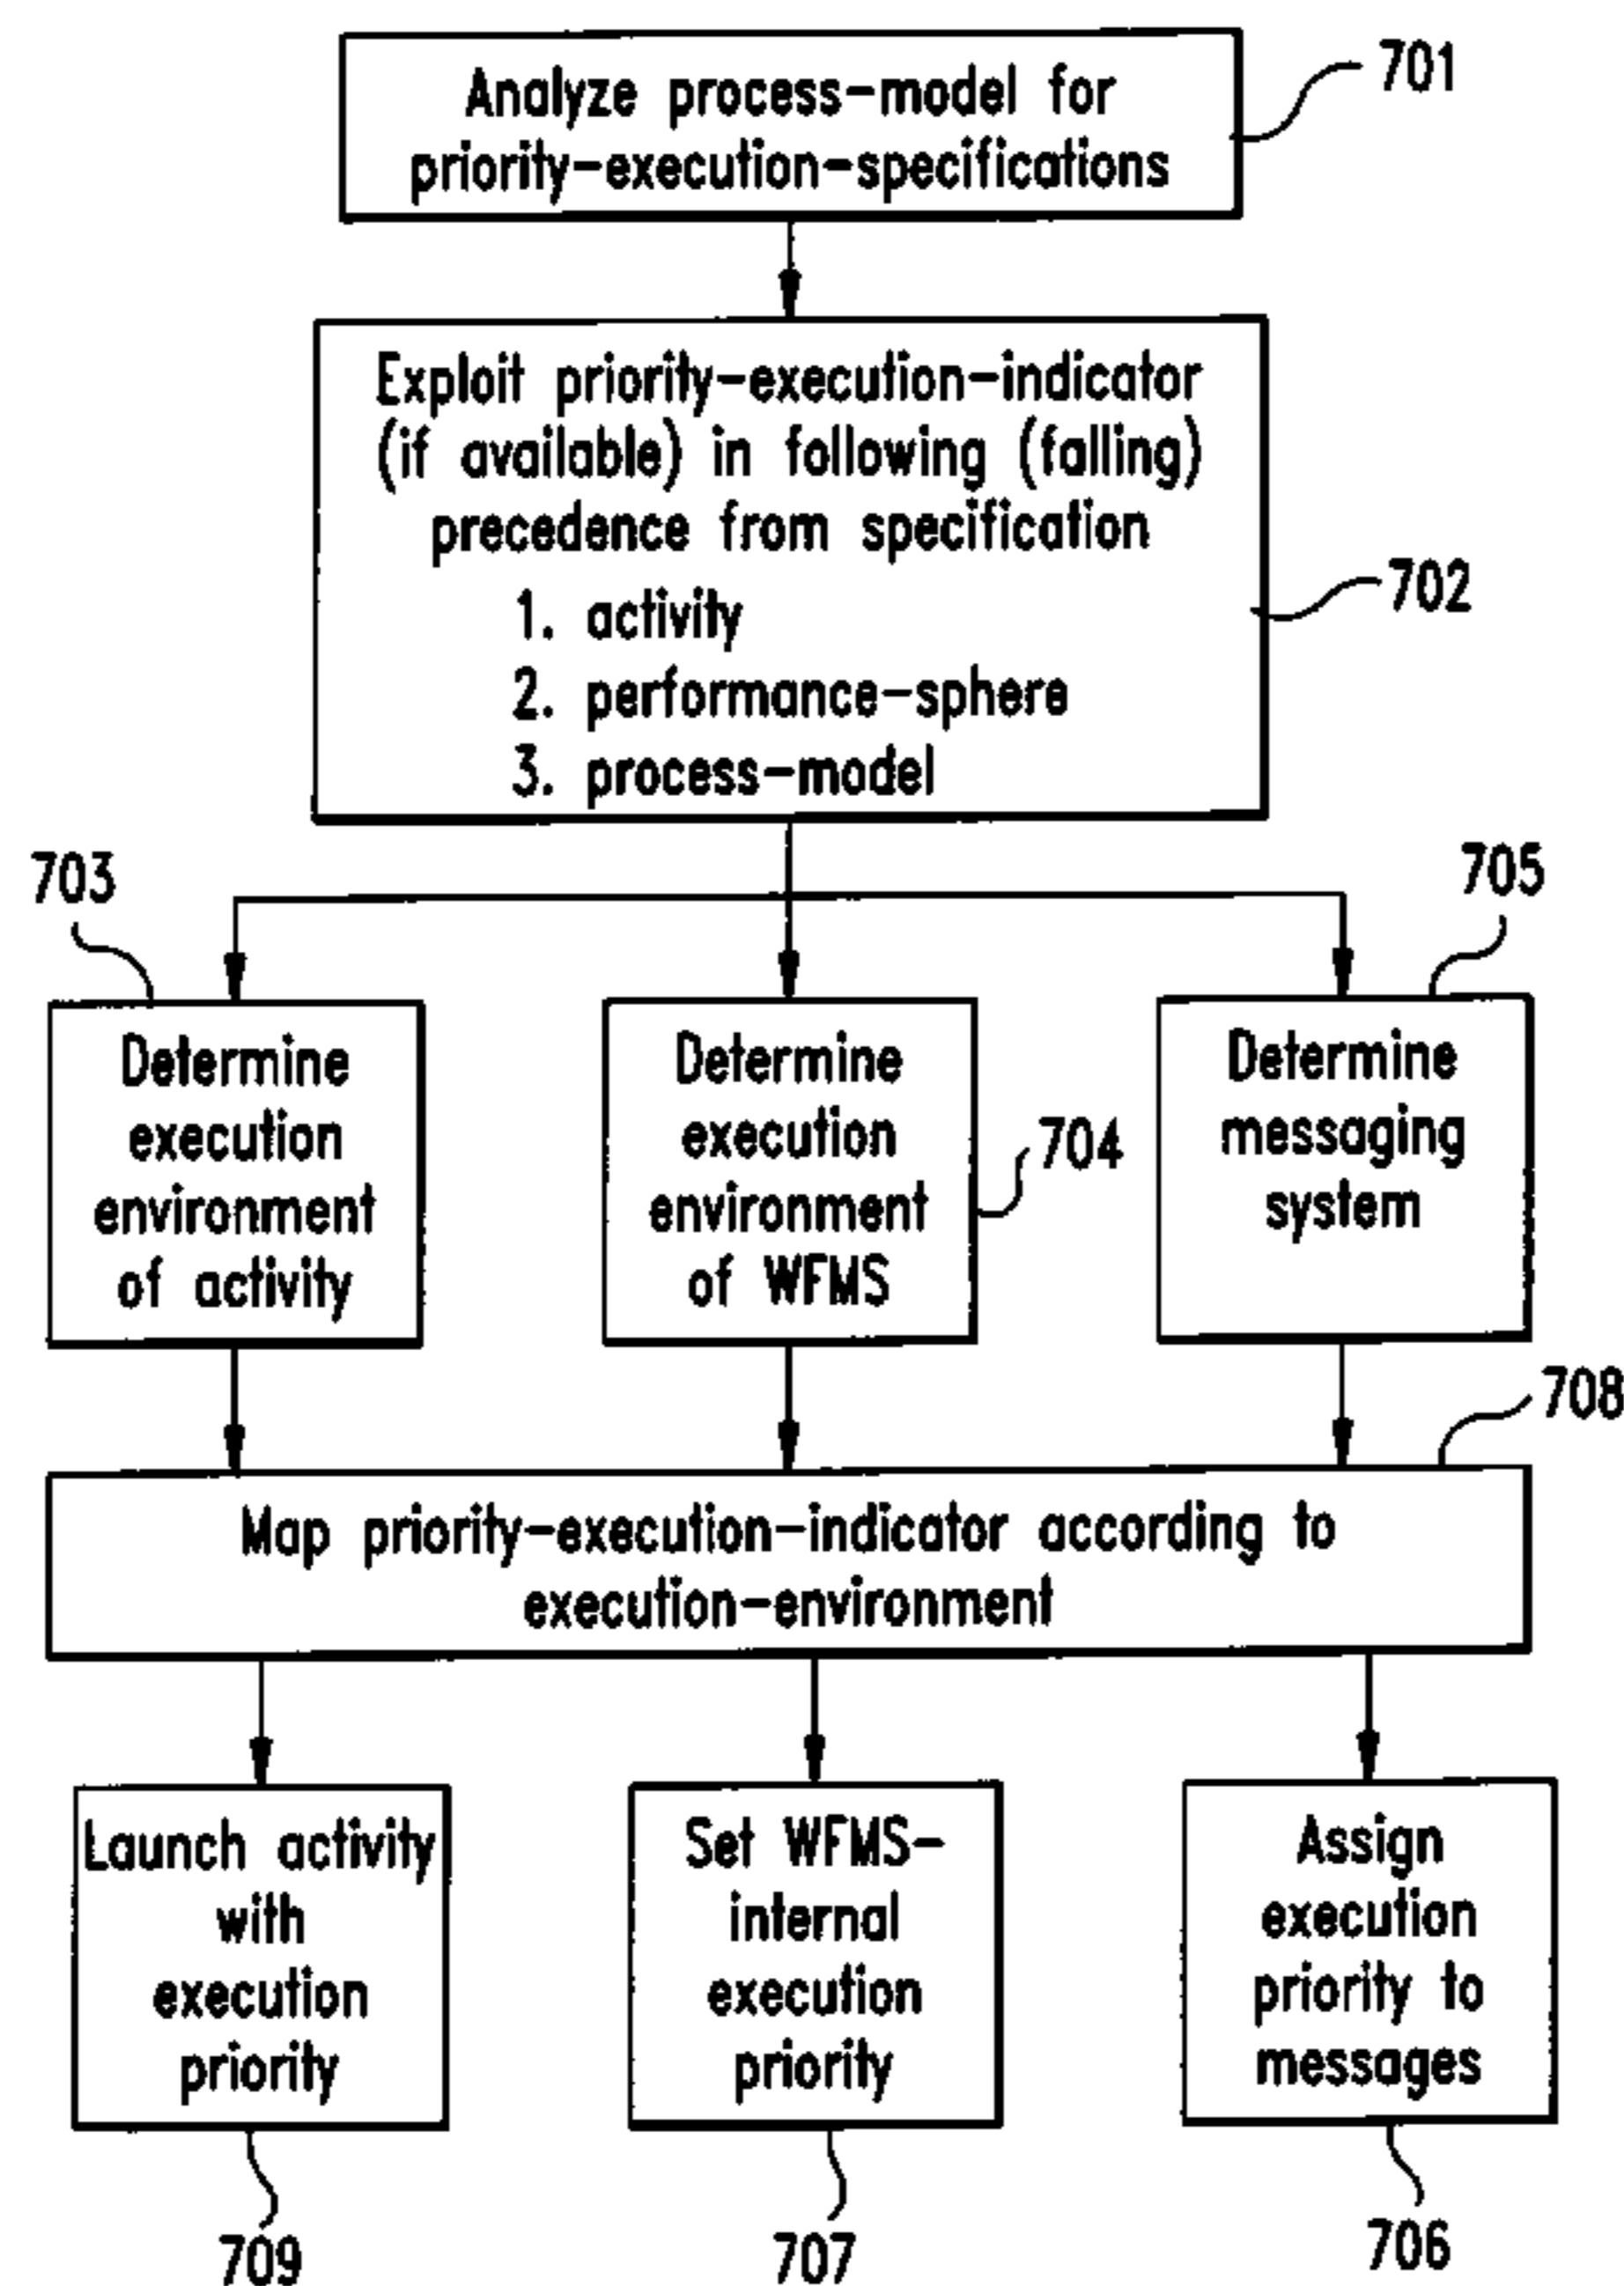 Analyze process-model for
priority-execution-specifications
701
Exploit priority-execution-indicator
(if available) in following (falling)
precedence from specification
1. activity
2. performance-sphere
3. process-model
702
703
705
Determine
execution
environment
of activity
Determine
execution
environment
of WFMS
704
Determine
messaging
system
708
Map priority-execution-indicator according to
execution-environment
Launch activity
with
execution
priority
Set WFMS-
internal
execution
priority
Assign
execution
priority to
messages
709
707
706